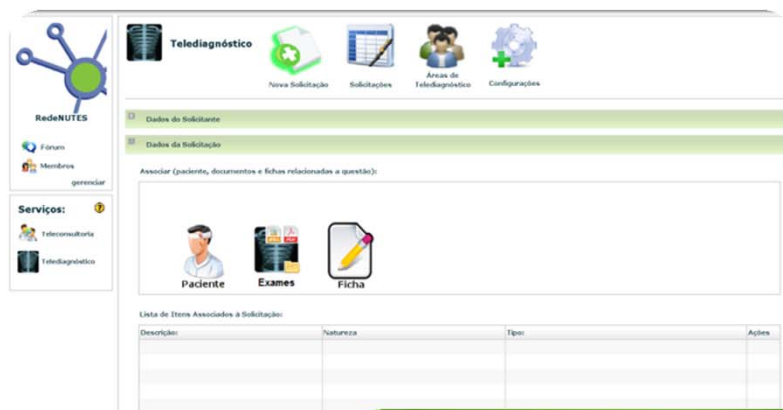 Telediagnóstico
Nova Solicitação
Solicitações
Áreas de
Telediagnóstico
Configurações
RedeNUTES
Fórum
Membros
gerenciar
Serviços:
Teleconsultoria
Telediagnóstico
Dados do Solicitante
Dados da Solicitação
Associar (paciente, documentos e fichas relacionadas a questão):
Paciente
Exames
Ficha
Lista de Itens Associados à Solicitação:
Descrição: Natureza Tipo: Ações